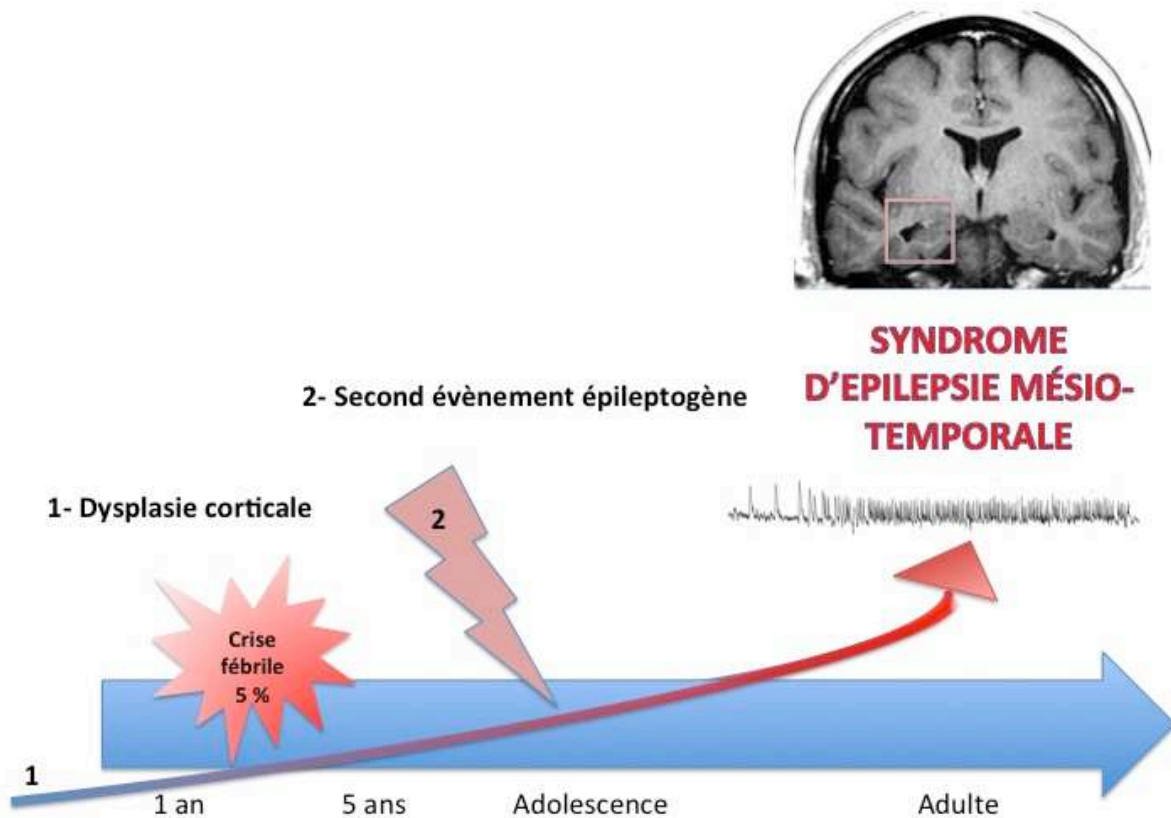 SYNDROME
D'EPILEPSIE MÉSIO-
TEMPORALE
2- Second évènement épileptogène
1- Dysplasie corticale
2
Crise
fébrile
5 %
1
1 an
5 ans
Adolescence
Adulte